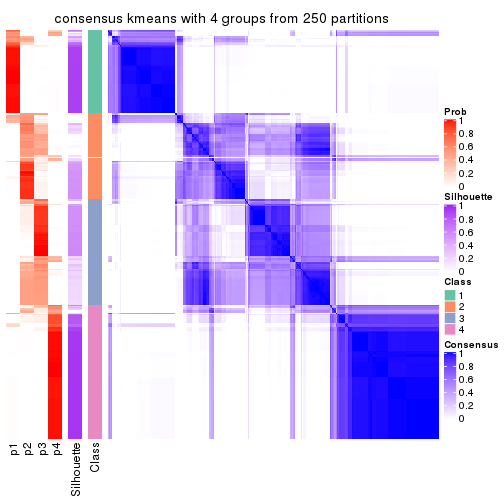 consensus kmeans with 4 groups from 250 partitions
Prob
1
0.8
0.6
0.4
0.2
0
Silhouette
1
0.8
0.6
0.4
0.2
0
Class
1
2
3
4
Consensus
1
0.8
0.6
0.4
0.2
0
p1
p2
p3
p4
Silhouette
Class